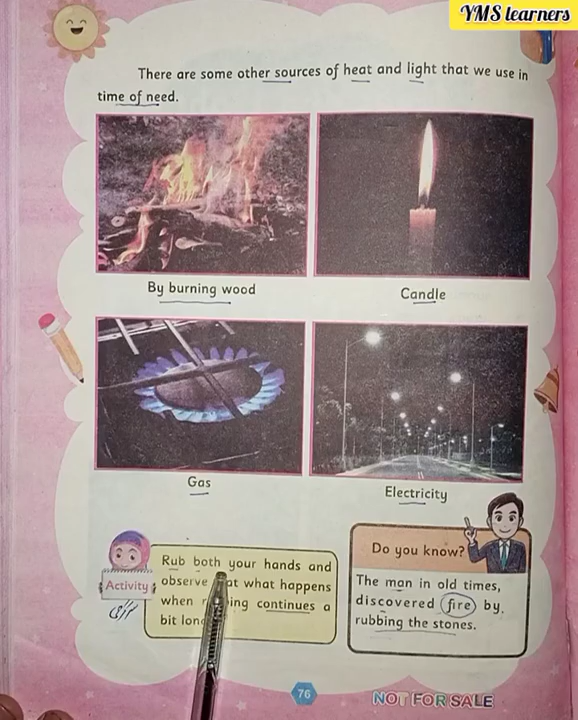 YMS learners
There are some other sources of heat and light that we use in
time of need.
By burning wood
Candle
Gas
Electricity
Activity
Rub both your hands and
observe what happens
when continues a
bit
Do you know?
The man in old times,
discovered fire by
rubbing the stones.
76
NOT FOR SALE